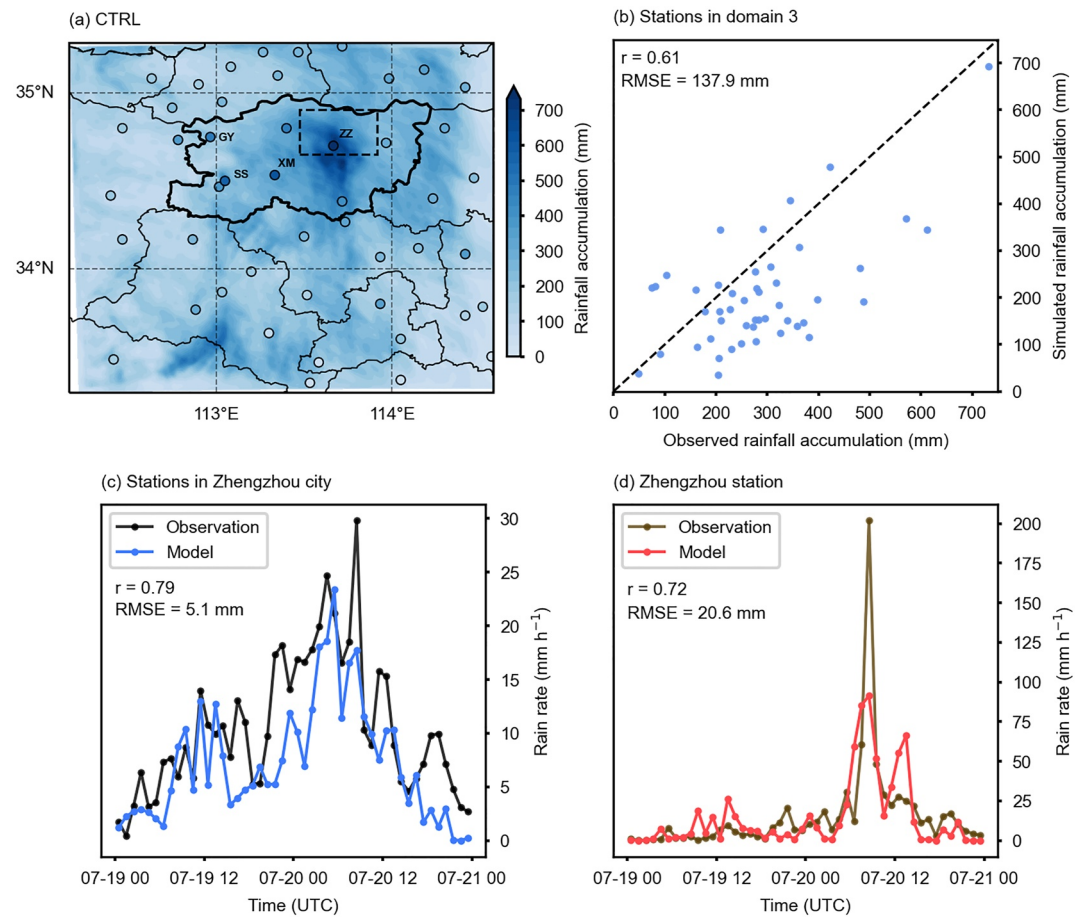 (a) CTRL
35°N
34°N
113°E
114°E
GY
SS
XM
ZZ
700
600
500
400
300
200
100
0
Rainfall accumulation (mm)
(b) Stations in domain 3
r = 0.61
RMSE = 137.9 mm
700
600
500
400
300
200
100
0
Simulated rainfall accumulation (mm)
0 100 200 300 400 500 600 700
Observed rainfall accumulation (mm)
(c) Stations in Zhengzhou city
Observation
Model
r = 0.79
RMSE = 5.1 mm
30
25
20
15
10
5
0
Rain rate (mm h⁻¹)
07-19 00 07-19 12 07-20 00 07-20 12 07-21 00
Time (UTC)
(d) Zhengzhou station
Observation
Model
r = 0.72
RMSE = 20.6 mm
200
175
150
125
100
75
50
25
0
Rain rate (mm h⁻¹)
07-19 00 07-19 12 07-20 00 07-20 12 07-21 00
Time (UTC)